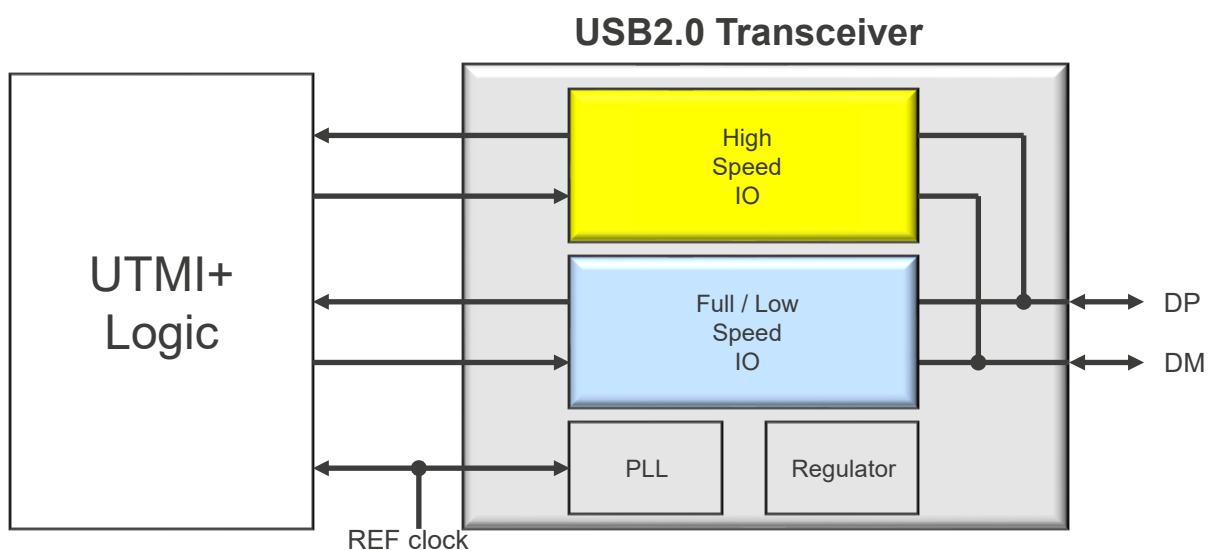 USB2.0 Transceiver
UTMI+
Logic
High
Speed
IO
Full / Low
Speed
IO
DP
DM
PLL
Regulator
REF clock